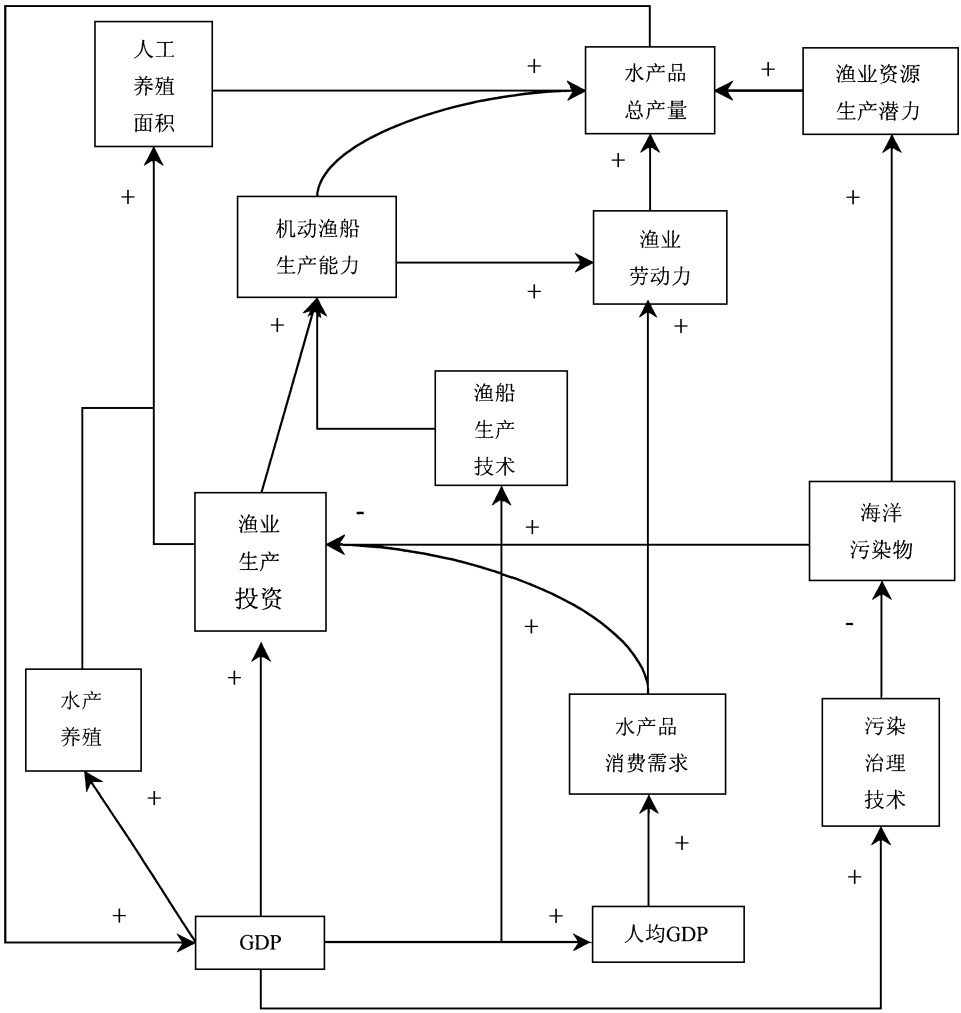 人工
养殖
面积
+
水产品
总产量
+
渔业资源
生产潜力
+
+
+
机动渔船
生产能力
+
渔业
劳动力
+
+
渔船
生产
技术
渔业
生产
投资
-
+
海洋
污染物
+
-
+
水产
养殖
水产品
消费需求
污染
治理
技术
+
+
+
+
GDP
+
人均GDP